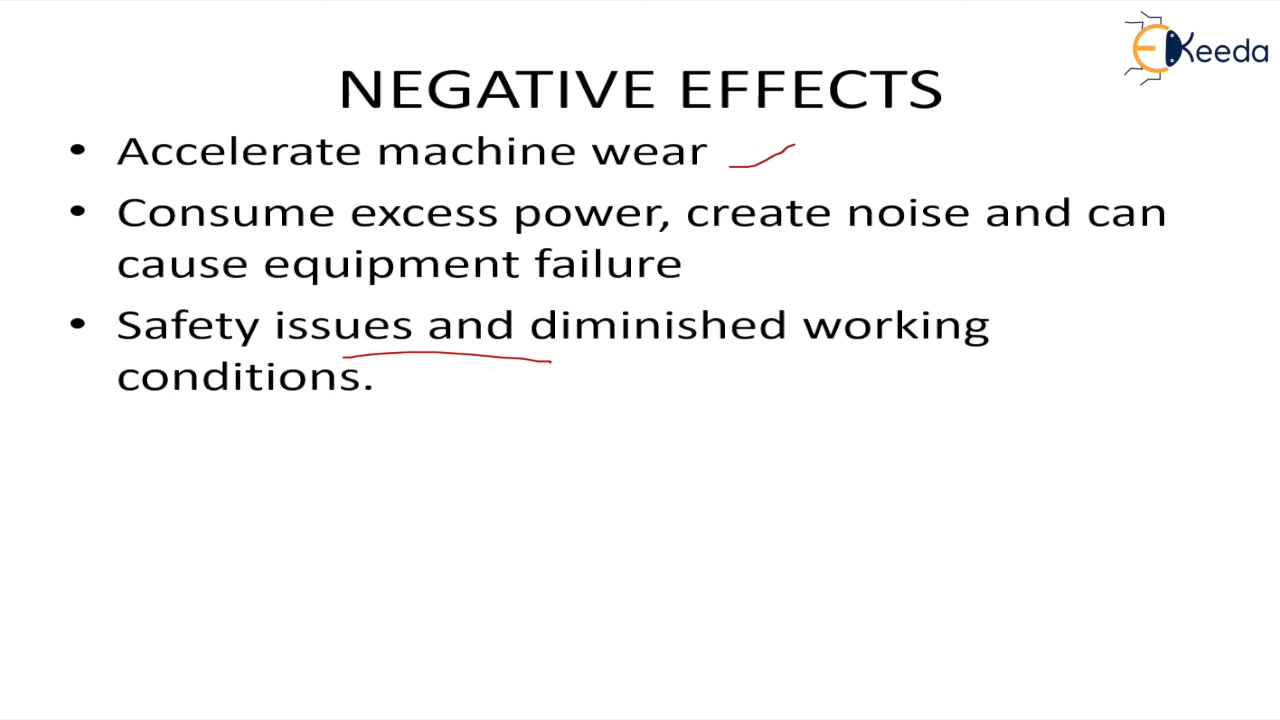 EKeeda
NEGATIVE EFFECTS
• Accelerate machine wear
• Consume excess power, create noise and can
cause equipment failure
• Safety issues and diminished working
conditions.